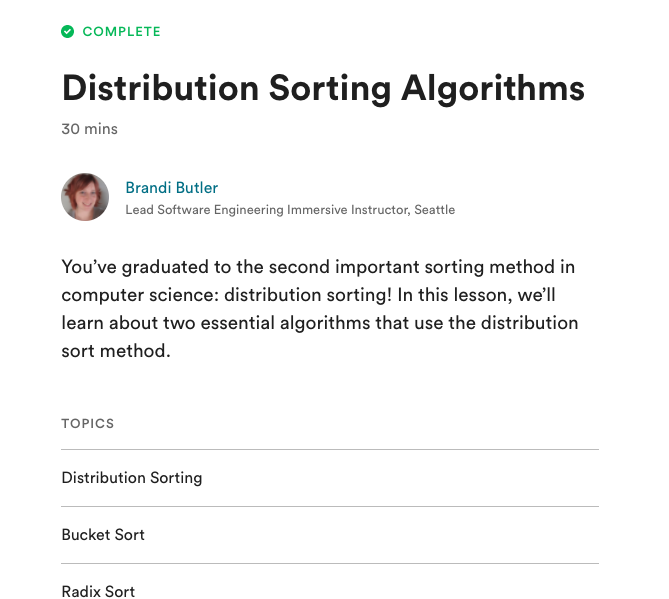 COMPLETE
Distribution Sorting Algorithms
30 mins
Brandi Butler
Lead Software Engineering Immersive Instructor, Seattle
You’ve graduated to the second important sorting method in
computer science: distribution sorting! In this lesson, we’ll
learn about two essential algorithms that use the distribution
sort method.
TOPICS
Distribution Sorting
Bucket Sort
Radix Sort